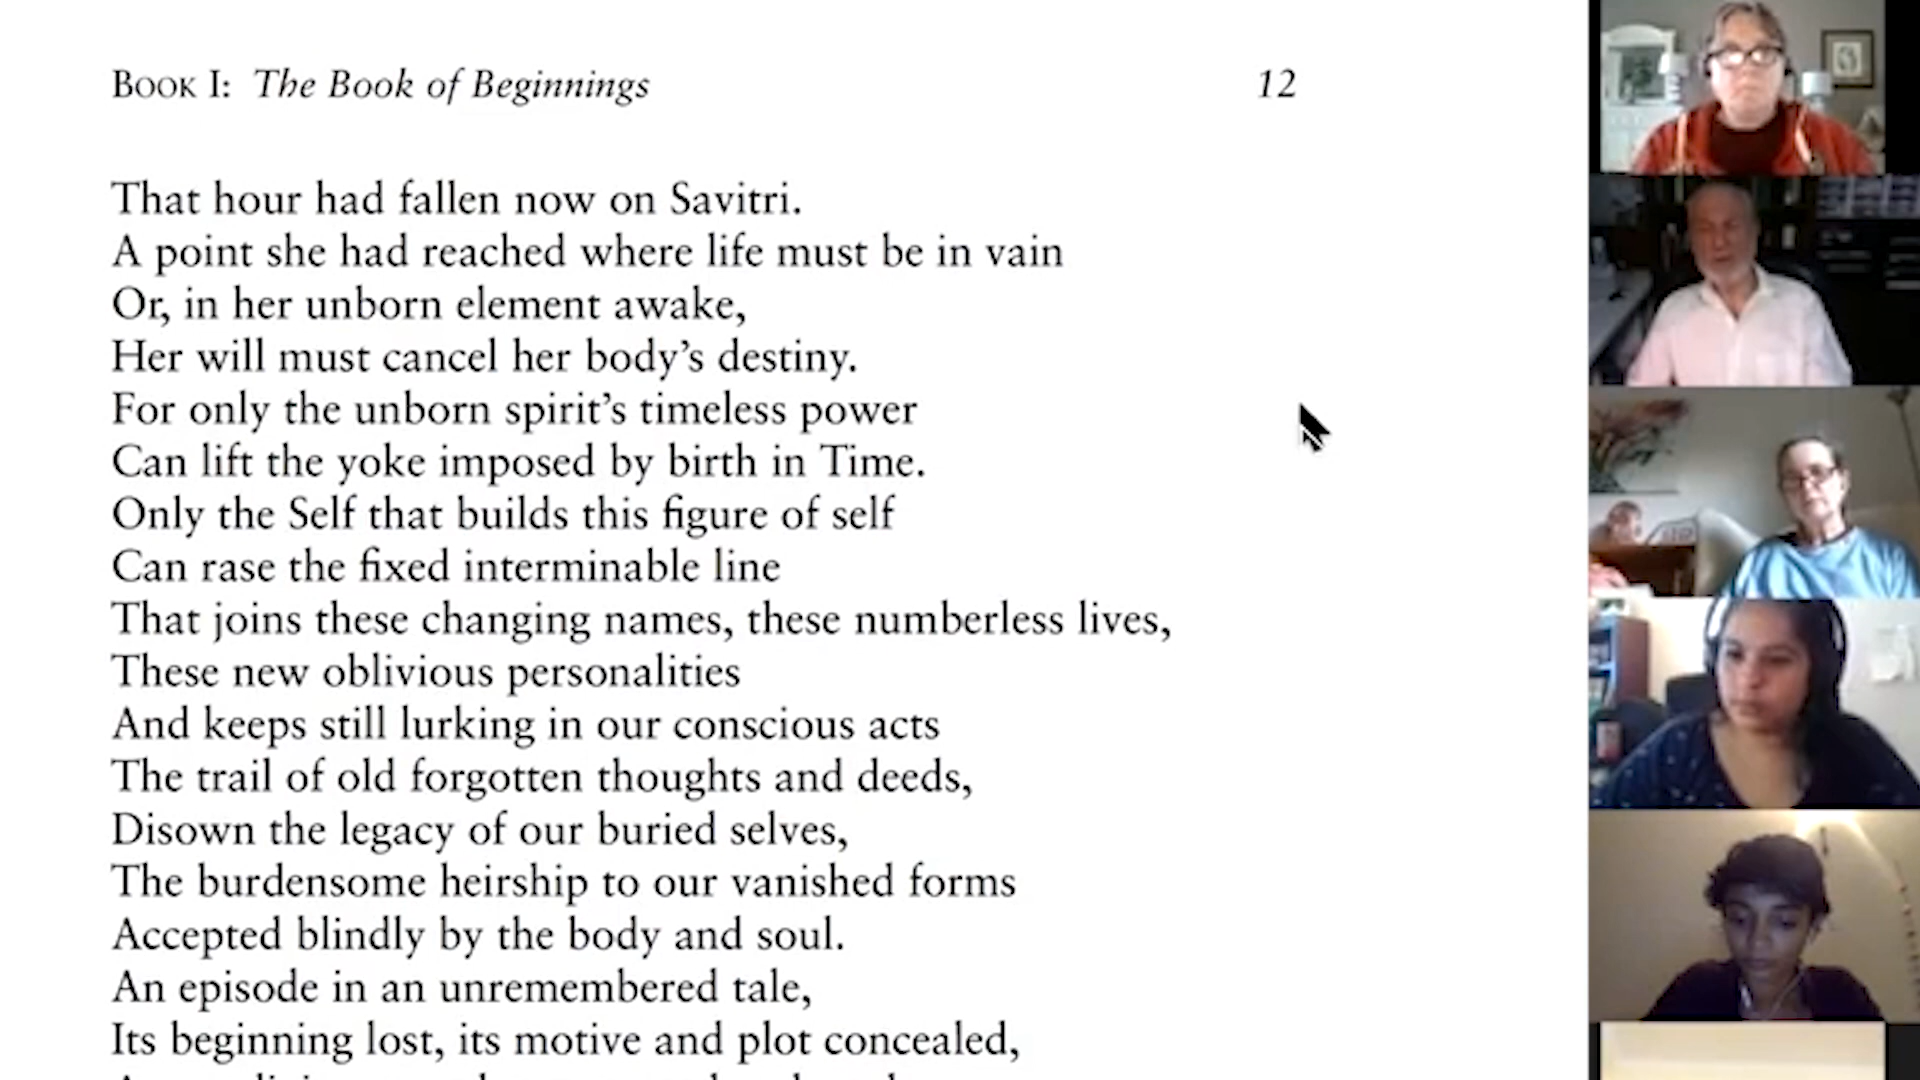 BOOK I: The Book of Beginnings 12
That hour had fallen now on Savitri.
A point she had reached where life must be in vain
Or, in her unborn element awake,
Her will must cancel her body’s destiny.
For only the unborn spirit’s timeless power
Can lift the yoke imposed by birth in Time.
Only the Self that builds this figure of self
Can rase the fixed interminable line
That joins these changing names, these numberless lives,
These new oblivious personalities
And keeps still lurking in our conscious acts
The trail of old forgotten thoughts and deeds,
Disown the legacy of our buried selves,
The burdensome heirship to our vanished forms
Accepted blindly by the body and soul.
An episode in an unremembered tale,
Its beginning lost, its motive and plot concealed,